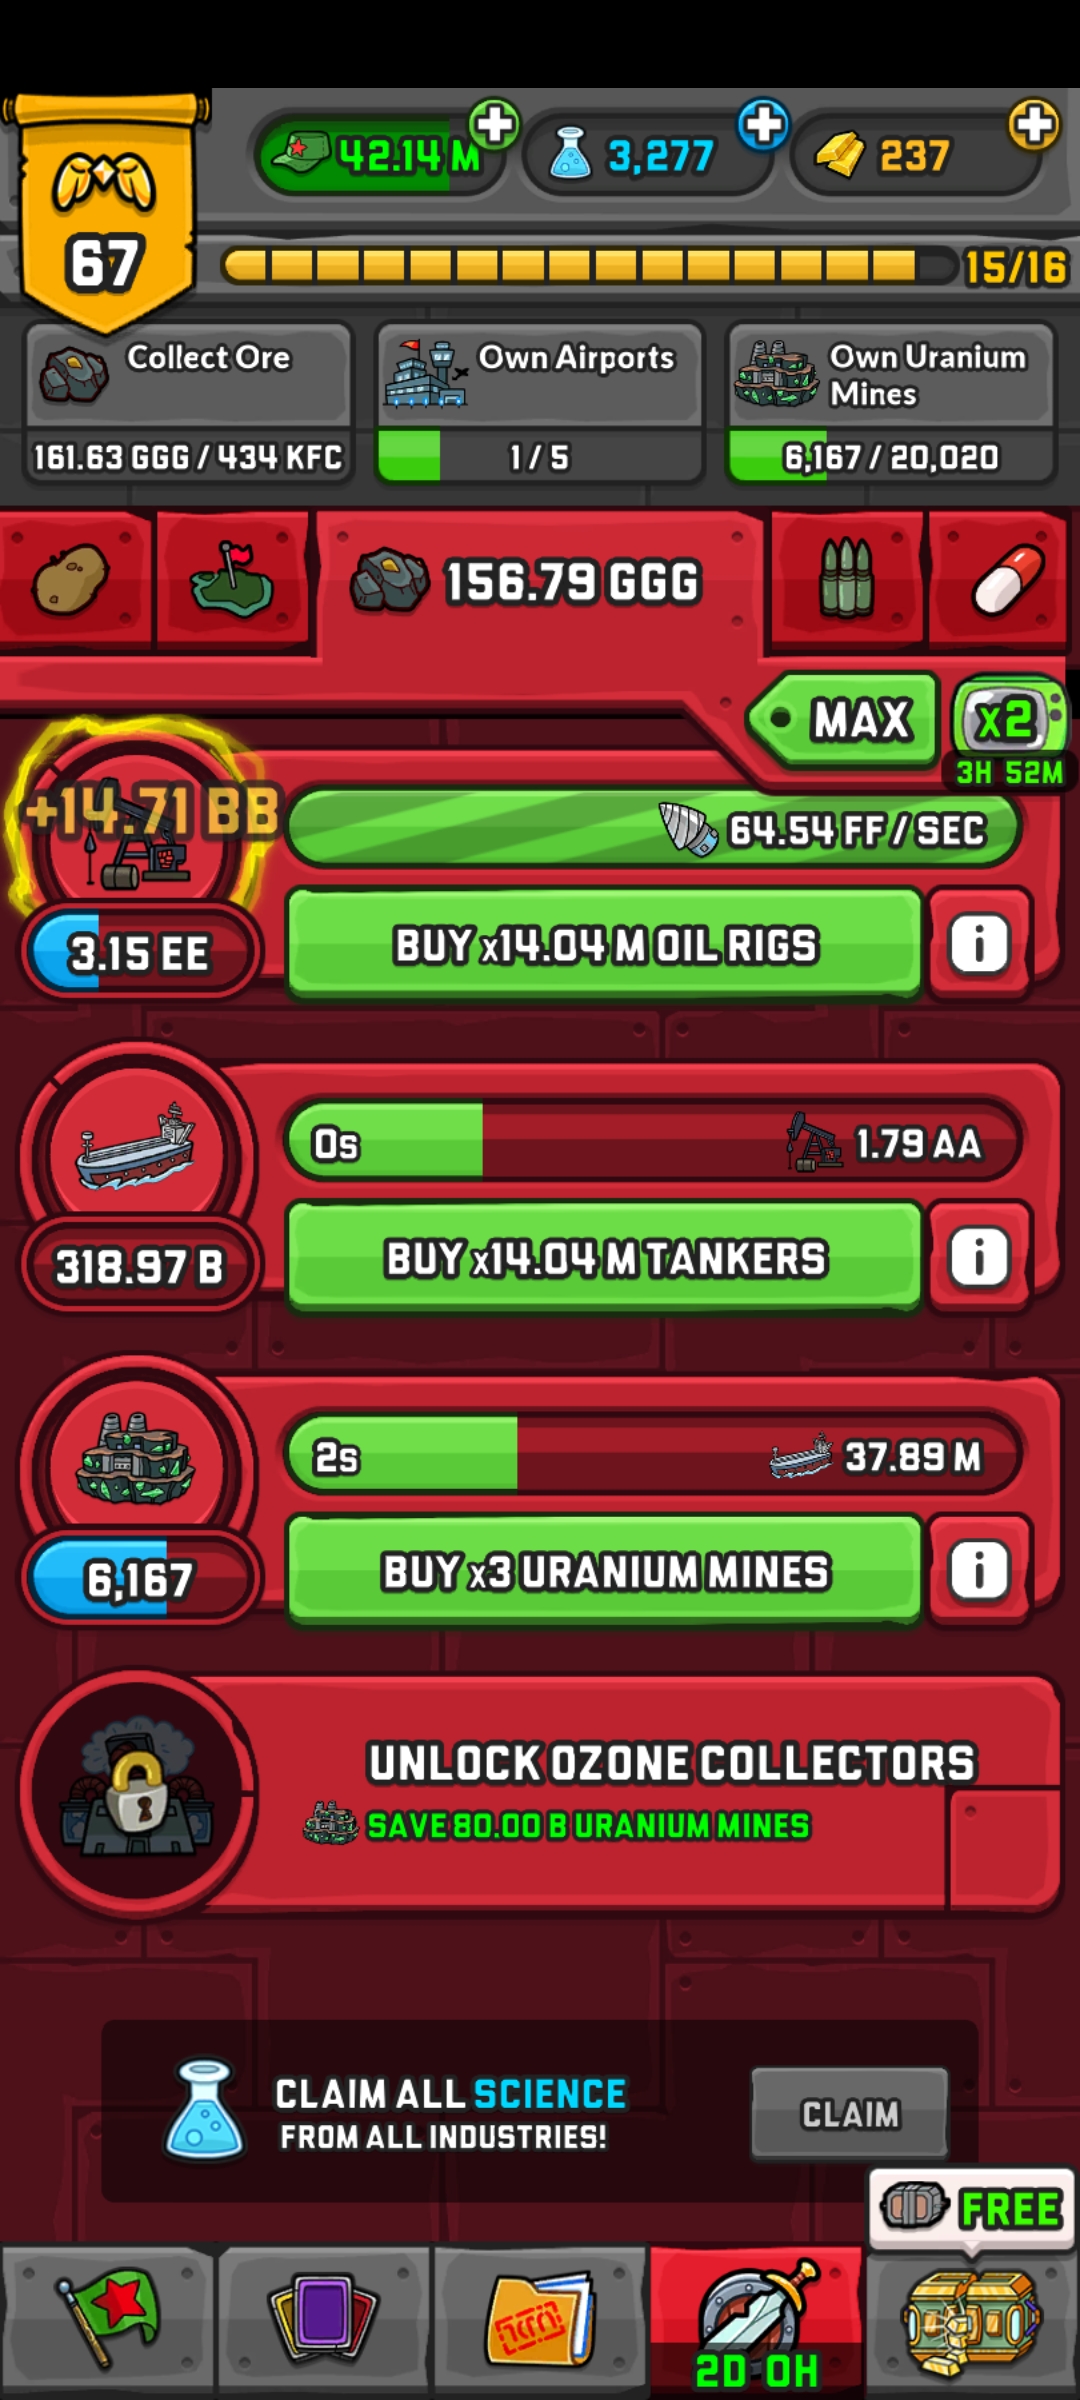 42.14 M
3,277
237
67
15/16
Collect Ore
Own Airports
Own Uranium
Mines
161.63 GGG / 434 KFC
1 / 5
6,167 / 20,020
156.79 GGG
MAX
x2
3H 52M
+14.71 BB
64.54 FF / SEC
3.15 EE
BUY x14.04 M OIL RIGS
i
0s
1.79 AA
318.97 B
BUY x14.04 M TANKERS
i
2s
37.89 M
6,167
BUY x3 URANIUM MINES
i
UNLOCK OZONE COLLECTORS
SAVE 80.00 B URANIUM MINES
CLAIM ALL SCIENCE
FROM ALL INDUSTRIES!
CLAIM
FREE
2D 0H